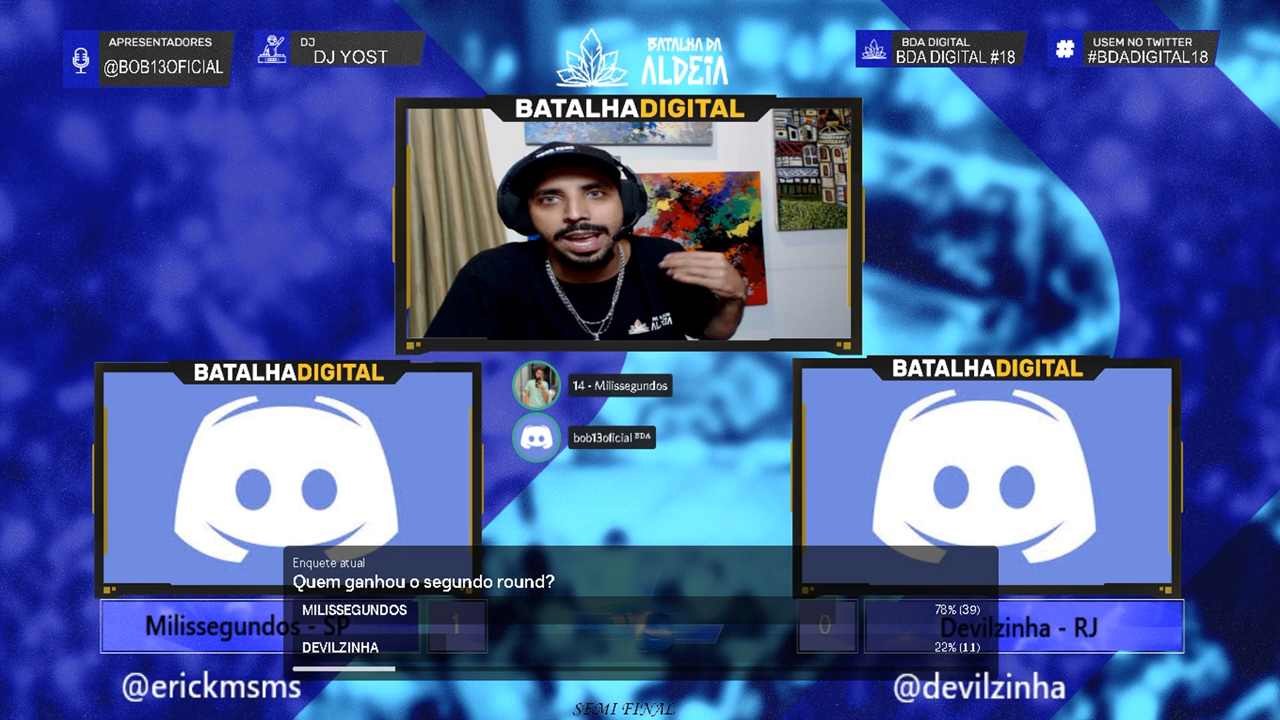 APRESENTADORES
@BOB13OFICIAL
DJ
DJ YOST
BATALHA DA
ALDEIA
BDA DIGITAL
BDA DIGITAL #18
USEM NO TWITTER
#BDADIGITAL18
BATALHADIGITAL
ALDEIA
BATALHADIGITAL
14 - Milissegundos
bob13oficial BDA
BATALHADIGITAL
Enquete atual
Quem ganhou o segundo round?
MILISSEGUNDOS 78% (39)
DEVILZINHA 22% (11)
Milissegundos - SP
1
0
Devilzinha - RJ
@erickmsms
@devilzinha
SEMI FINAL